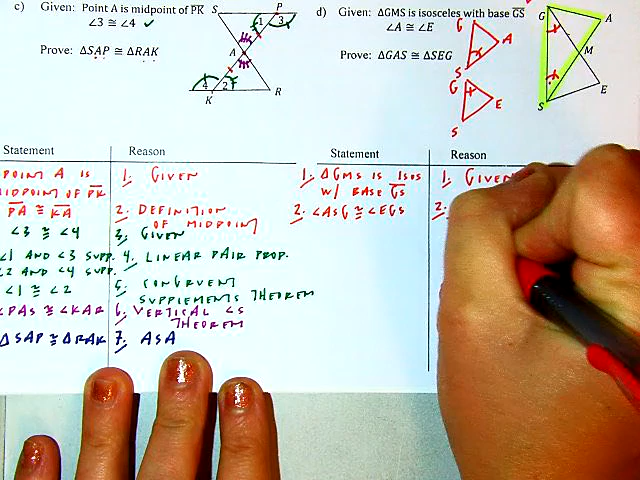 c) Given: Point A is midpoint of PK
∠3 ≅ ∠4 ✓
Prove: ΔSAP ≅ ΔRAK
S P
1 3
A
4 2
K R
Statement Reason
POINT A IS
MIDPOINT OF PK
1. GIVEN
PA ≅ KA
2. DEFINITION
OF MIDPOINT
∠3 ≅ ∠4
3. GIVEN
∠1 AND ∠3 SUPP.
∠2 AND ∠4 SUPP.
4. LINEAR PAIR PROP.
∠1 ≅ ∠2
5. CONGRUENT
SUPPLEMENTS THEOREM
∠PAS ≅ ∠KAR
6. VERTICAL ∠S
THEOREM
ΔSAP ≅ ΔRAK
7. ASA
d) Given: ΔGMS is isosceles with base GS
∠A ≅ ∠E
Prove: ΔGAS ≅ ΔSEG
G
A
S
G
E
S
G A
M
E
S
Statement Reason
1. ΔGMS IS ISOS
W/ BASE GS
1. GIVEN
2. ∠ASG ≅ ∠EGS
2.